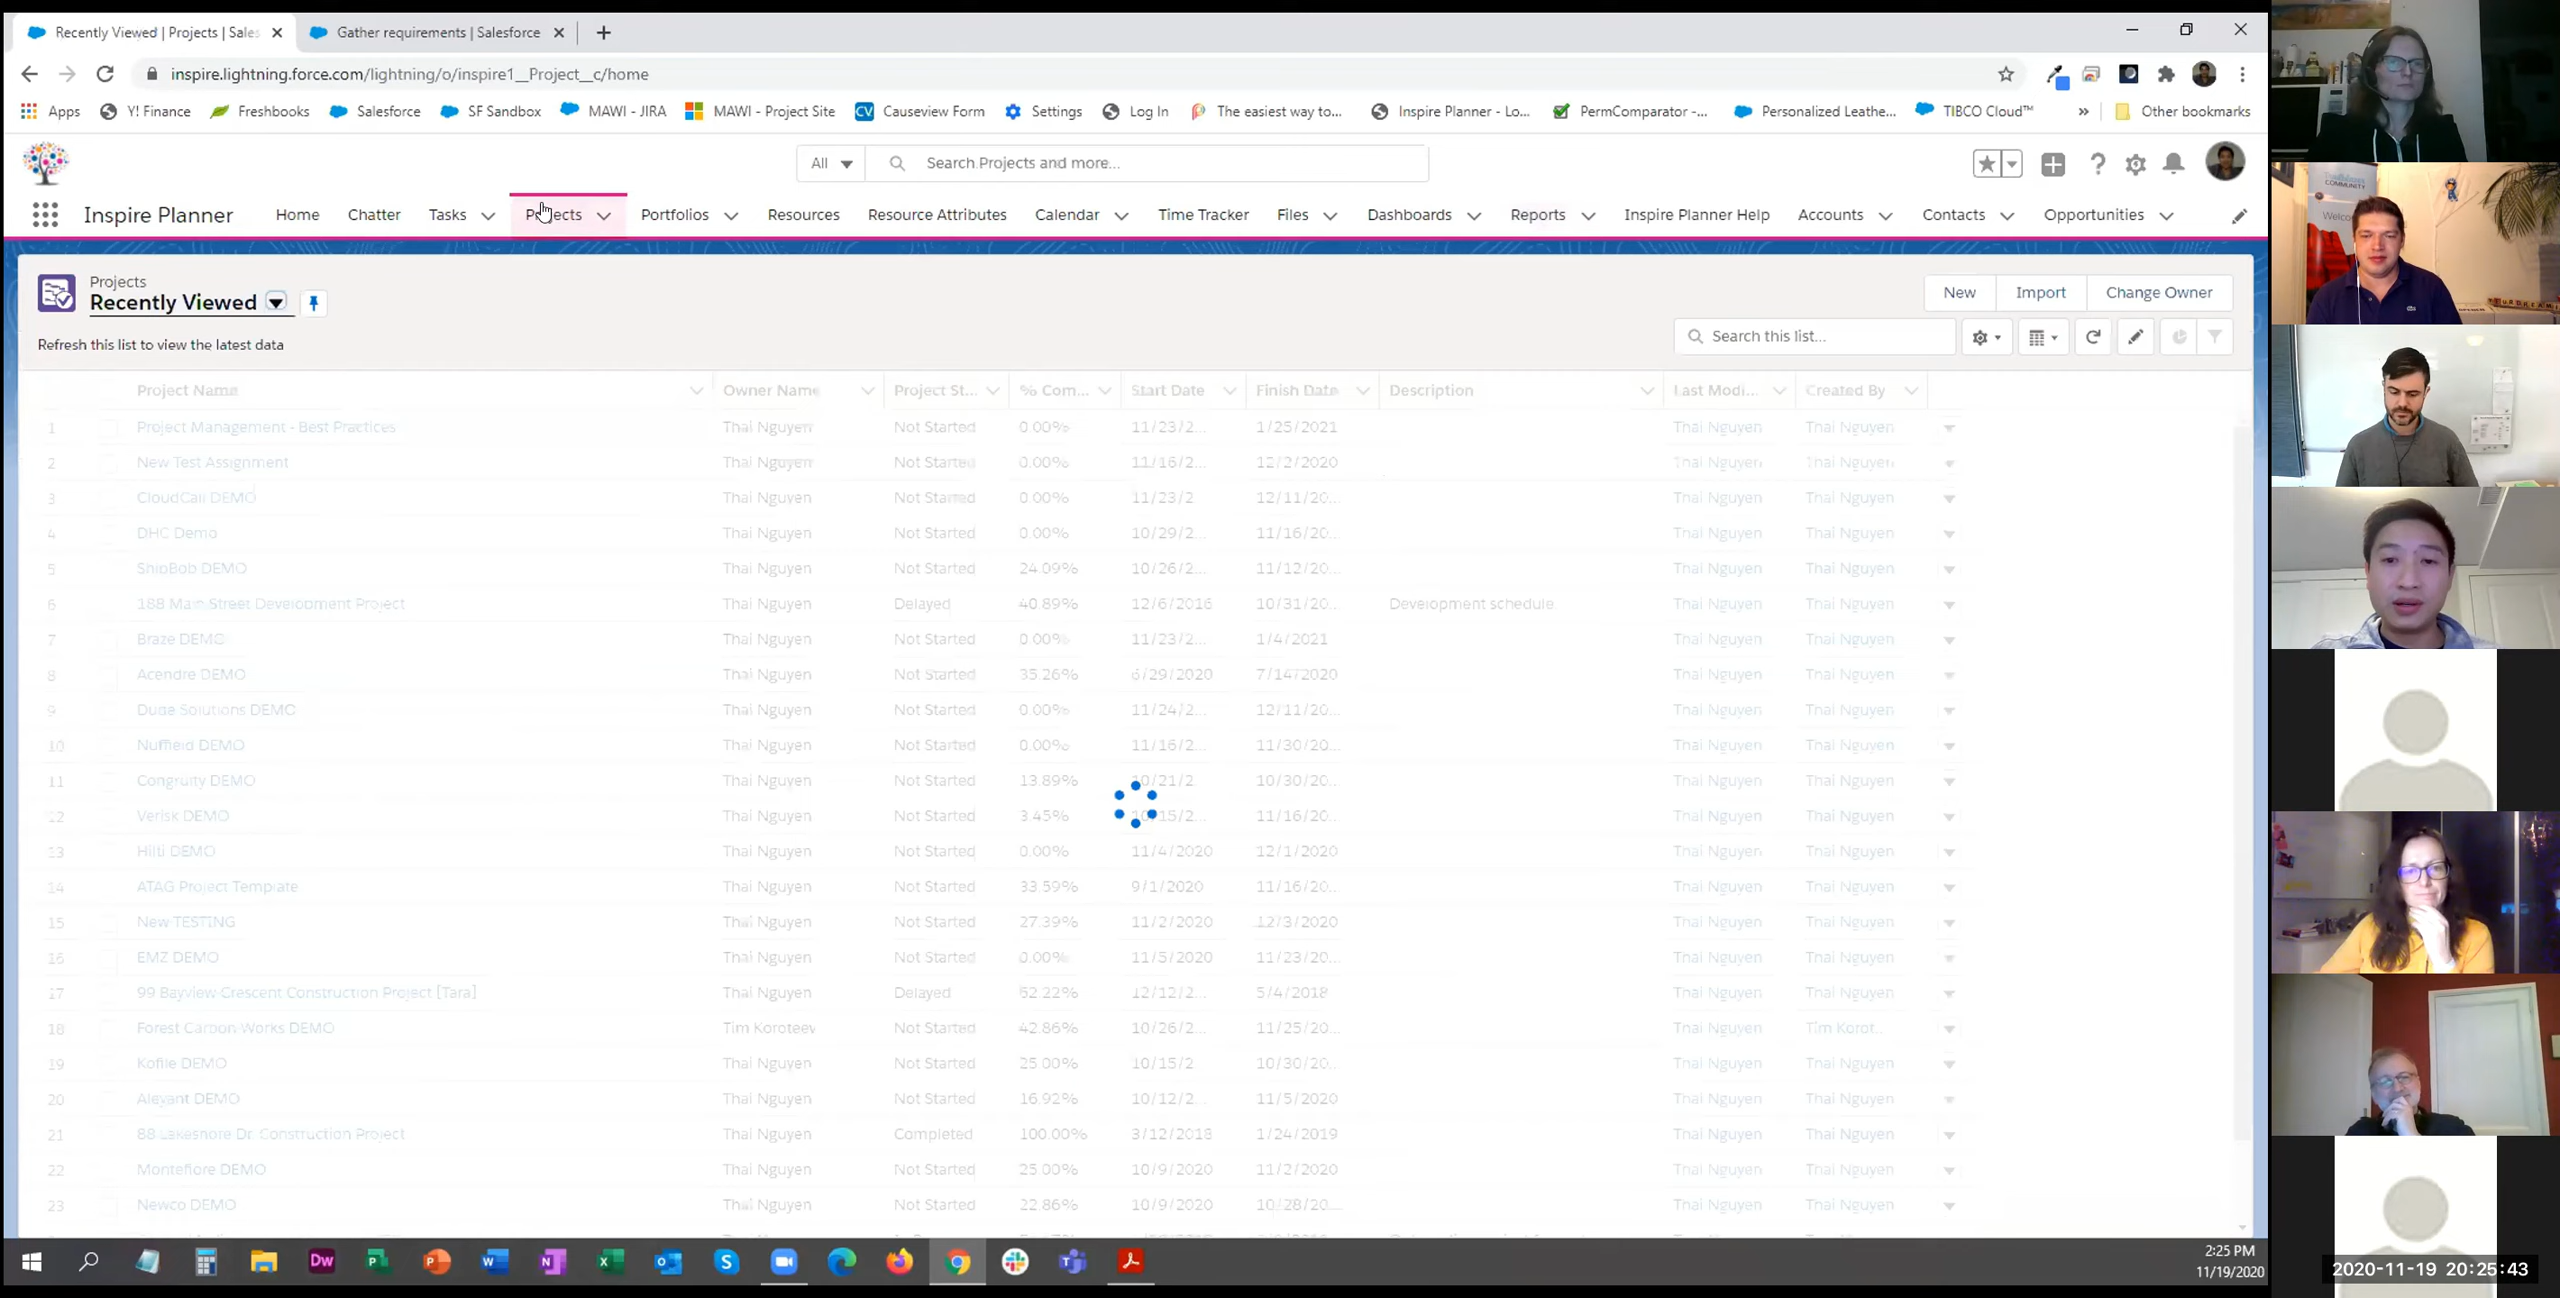 Recently Viewed | Projects | Sales
Gather requirements | Salesforce
inspire.lightning.force.com/lightning/o/inspire1__Project__c/home
Apps Y! Finance Freshbooks Salesforce SF Sandbox MAWI - JIRA MAWI - Project Site Causeview Form Settings Log In The easiest way to... Inspire Planner - Lo... PermComparator -... Personalized Leathe... TIBCO Cloud™ » Other bookmarks
All Search Projects and more...
Inspire Planner Home Chatter Tasks Projects Portfolios Resources Resource Attributes Calendar Time Tracker Files Dashboards Reports Inspire Planner Help Accounts Contacts Opportunities
Projects
Recently Viewed
New Import Change Owner
Refresh this list to view the latest data
Search this list...
Project Name Owner Name Project St... % Com... Start Date Finish Date Description Last Modi... Created By
1 Project Management - Best Practices Thai Nguyen Not Started 0.00% 11/23/2... 1/25/2021 Thai Nguyen Thai Nguyen
2 New Test Assignment Thai Nguyen Not Started 0.00% 11/16/2... 12/2/2020 Thai Nguyen Thai Nguyen
3 CloudCall DEMO Thai Nguyen Not Started 0.00% 11/23/2 12/11/20... Thai Nguyen Thai Nguyen
4 DHC Demo Thai Nguyen Not Started 0.00% 10/29/2... 11/16/20... Thai Nguyen Thai Nguyen
5 ShipBob DEMO Thai Nguyen Not Started 24.09% 10/26/2... 11/12/20... Thai Nguyen Thai Nguyen
6 188 Main Street Development Project Thai Nguyen Delayed 40.89% 12/6/2016 10/31/20... Development schedule Thai Nguyen Thai Nguyen
7 Braze DEMO Thai Nguyen Not Started 0.00% 11/23/2... 1/4/2021 Thai Nguyen Thai Nguyen
8 Acendre DEMO Thai Nguyen Not Started 35.26% 6/29/2020 7/14/2020 Thai Nguyen Thai Nguyen
9 Dune Solutions DEMO Thai Nguyen Not Started 0.00% 11/24/2... 12/11/20... Thai Nguyen Thai Nguyen
10 Nuffield DEMO Thai Nguyen Not Started 0.00% 11/16/2... 11/30/20... Thai Nguyen Thai Nguyen
11 Congruity DEMO Thai Nguyen Not Started 13.89% 10/21/2 10/30/20... Thai Nguyen Thai Nguyen
12 Verisk DEMO Thai Nguyen Not Started 3.45% 10/15/2... 11/16/20.. Thai Nguyen Thai Nguyen
13 Hilti DEMO Thai Nguyen Not Started 0.00% 11/4/2020 12/1/2020 Thai Nguyen Thai Nguyen
14 ATAG Project Template Thai Nguyen Not Started 33.59% 9/1/2020 11/16/20... Thai Nguyen Thai Nguyen
15 New TESTING Thai Nguyen Not Started 27.39% 11/2/2020 12/3/2020 Thai Nguyen Thai Nguyen
16 EMZ DEMO Thai Nguyen Not Started 0.00% 11/5/2020 11/23/20... Thai Nguyen Thai Nguyen
17 99 Bayview Crescent Construction Project [Tara] Thai Nguyen Delayed 62.22% 12/12/2... 5/4/2018 Thai Nguyen Thai Nguyen
18 Forest Carbon Works DEMO Tim Koroteev Not Started 42.86% 10/26/2... 11/25/20... Thai Nguyen Tim Korot...
19 Kofile DEMO Thai Nguyen Not Started 25.00% 10/15/2 10/30/20... Thai Nguyen Thai Nguyen
20 Alevant DEMO Thai Nguyen Not Started 16.92% 10/12/2... 11/5/2020 Thai Nguyen Thai Nguyen
21 88 Lakeshore Dr. Construction Project Thai Nguyen Completed 100.00% 3/12/2018 1/24/2019 Thai Nguyen Thai Nguyen
22 Montefiore DEMO Thai Nguyen Not Started 25.00% 10/9/2020 11/2/2020 Thai Nguyen Thai Nguyen
23 Newco DEMO Thai Nguyen Not Started 22.86% 10/9/2020 10/28/20... Thai Nguyen Thai Nguyen
2:25 PM
11/19/2020
2020-11-19 20:25:43
COMMUNITY